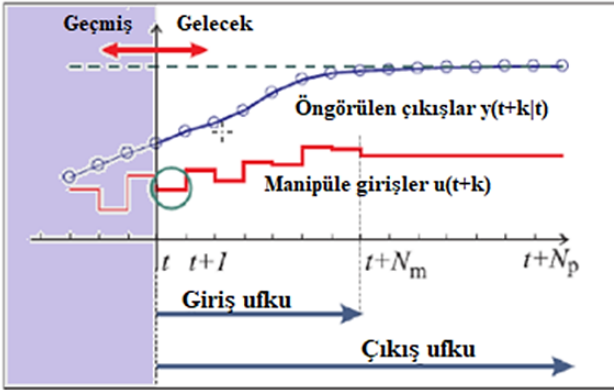 Geçmiş Gelecek
Öngörülen çıkışlar y(t+k|t)
Manipüle girişler u(t+k)
t t+1 t+Nm t+Np
Giriş ufku
Çıkış ufku